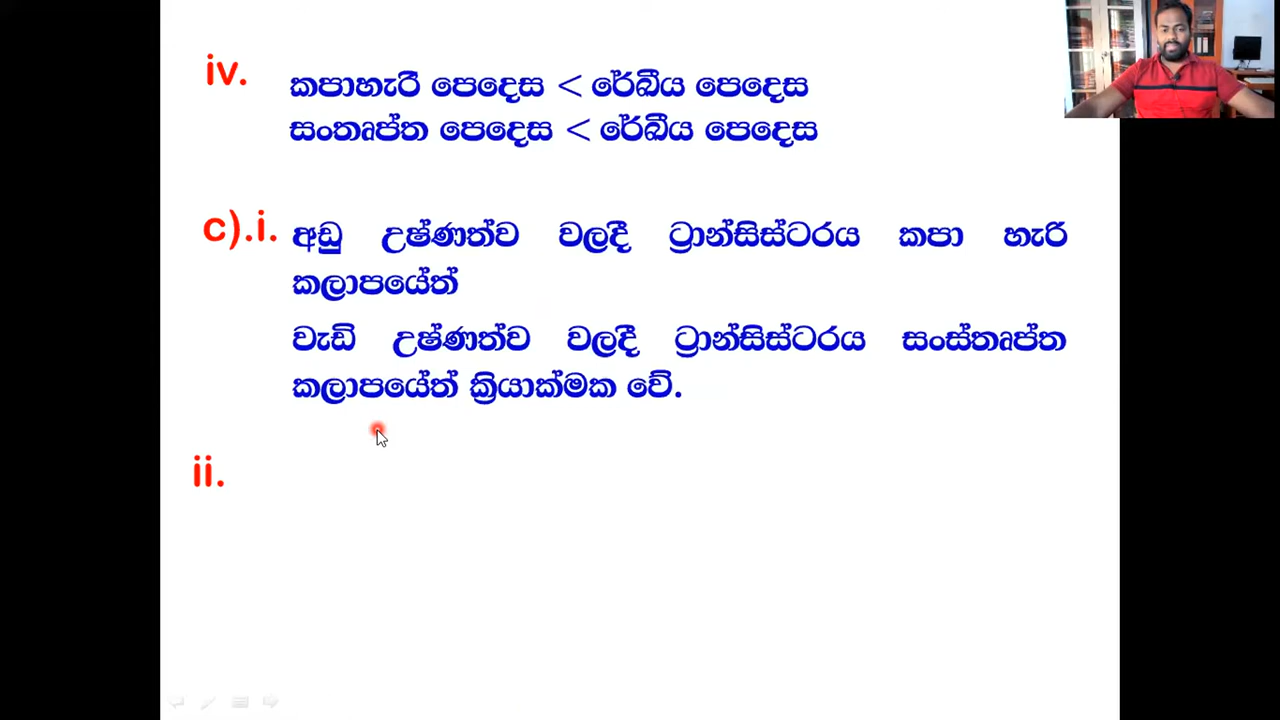 iv. කපාහැරී පෙදෙස < රේඛීය පෙදෙස
සංතෘප්ත පෙදෙස < රේඛීය පෙදෙස
c).i. අඩු උෂ්ණත්ව වලදී ට්‍රාන්සිස්ටරය කපා හැරි
කලාපයේත්
වැඩි උෂ්ණත්ව වලදී ට්‍රාන්සිස්ටරය සංස්තෘප්ත
කලාපයේත් ක්‍රියාක්මක වේ.
ii.